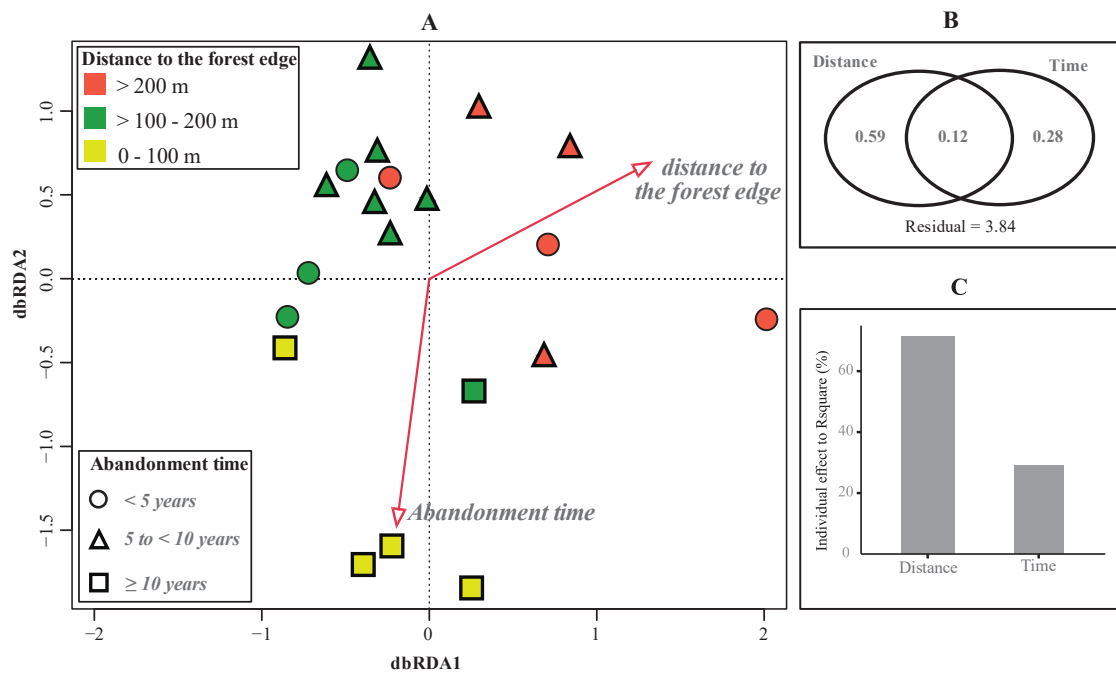 A
Distance to the forest edge
> 200 m
> 100 - 200 m
0 - 100 m
distance to
the forest edge
Abandonment time
Abandonment time
< 5 years
5 to < 10 years
≥ 10 years
dbRDA2
1.0
0.5
0.0
−0.5
−1.0
−1.5
−2
−1
0
1
2
dbRDA1
B
Distance
Time
0.59
0.12
0.28
Residual = 3.84
C
Individual effect to Rsquare (%)
60
40
20
0
Distance
Time